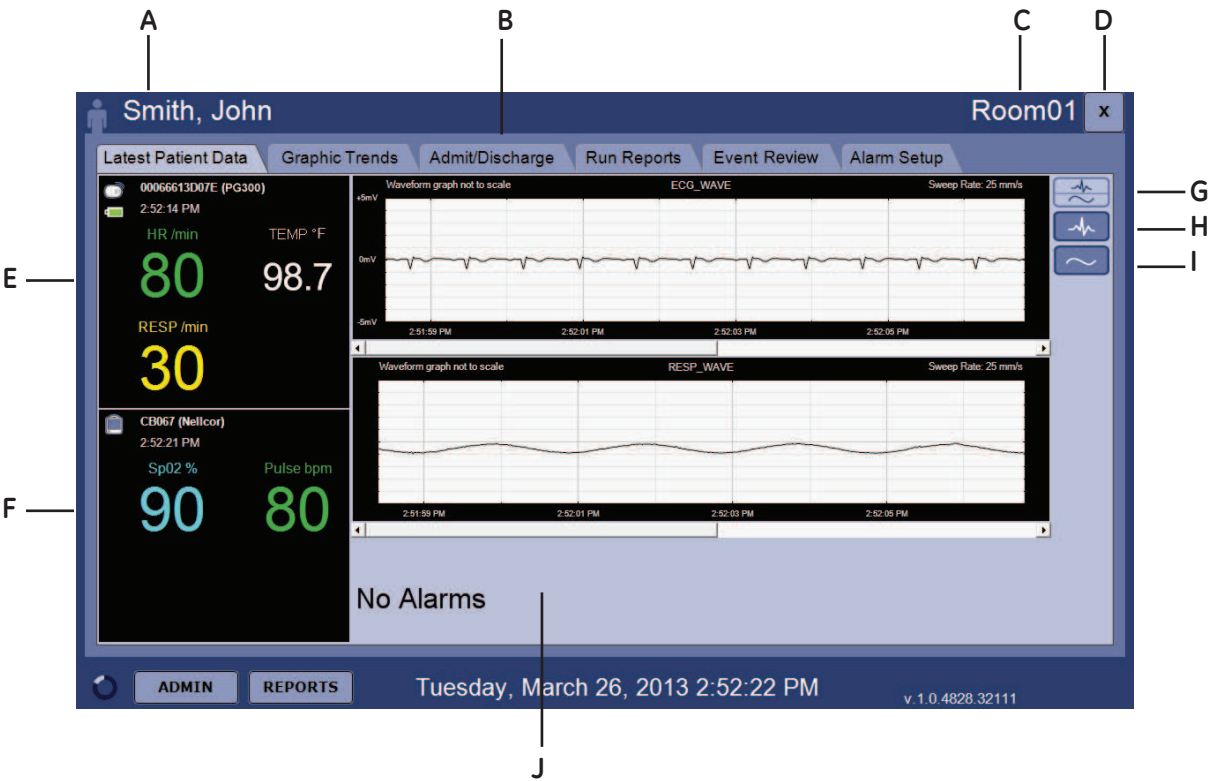 A B C D
Smith, John Room01 x
Latest Patient Data Graphic Trends Admit/Discharge Run Reports Event Review Alarm Setup
00066613D07E (PG300)
2:52:14 PM
HR /min TEMP °F
80 98.7
RESP /min
30
E
CB067 (Nellcor)
2:52:21 PM
Sp02 % Pulse bpm
90 80
F
Waveform graph not to scale ECG_WAVE Sweep Rate: 25 mm/s
+5mV
0mV
-5mV
2:51:59 PM 2:52:01 PM 2:52:03 PM 2:52:05 PM
Waveform graph not to scale RESP_WAVE Sweep Rate: 25 mm/s
2:51:59 PM 2:52:01 PM 2:52:03 PM 2:52:05 PM
G
H
I
No Alarms
ADMIN REPORTS Tuesday, March 26, 2013 2:52:22 PM v.1.0.4828.32111
J